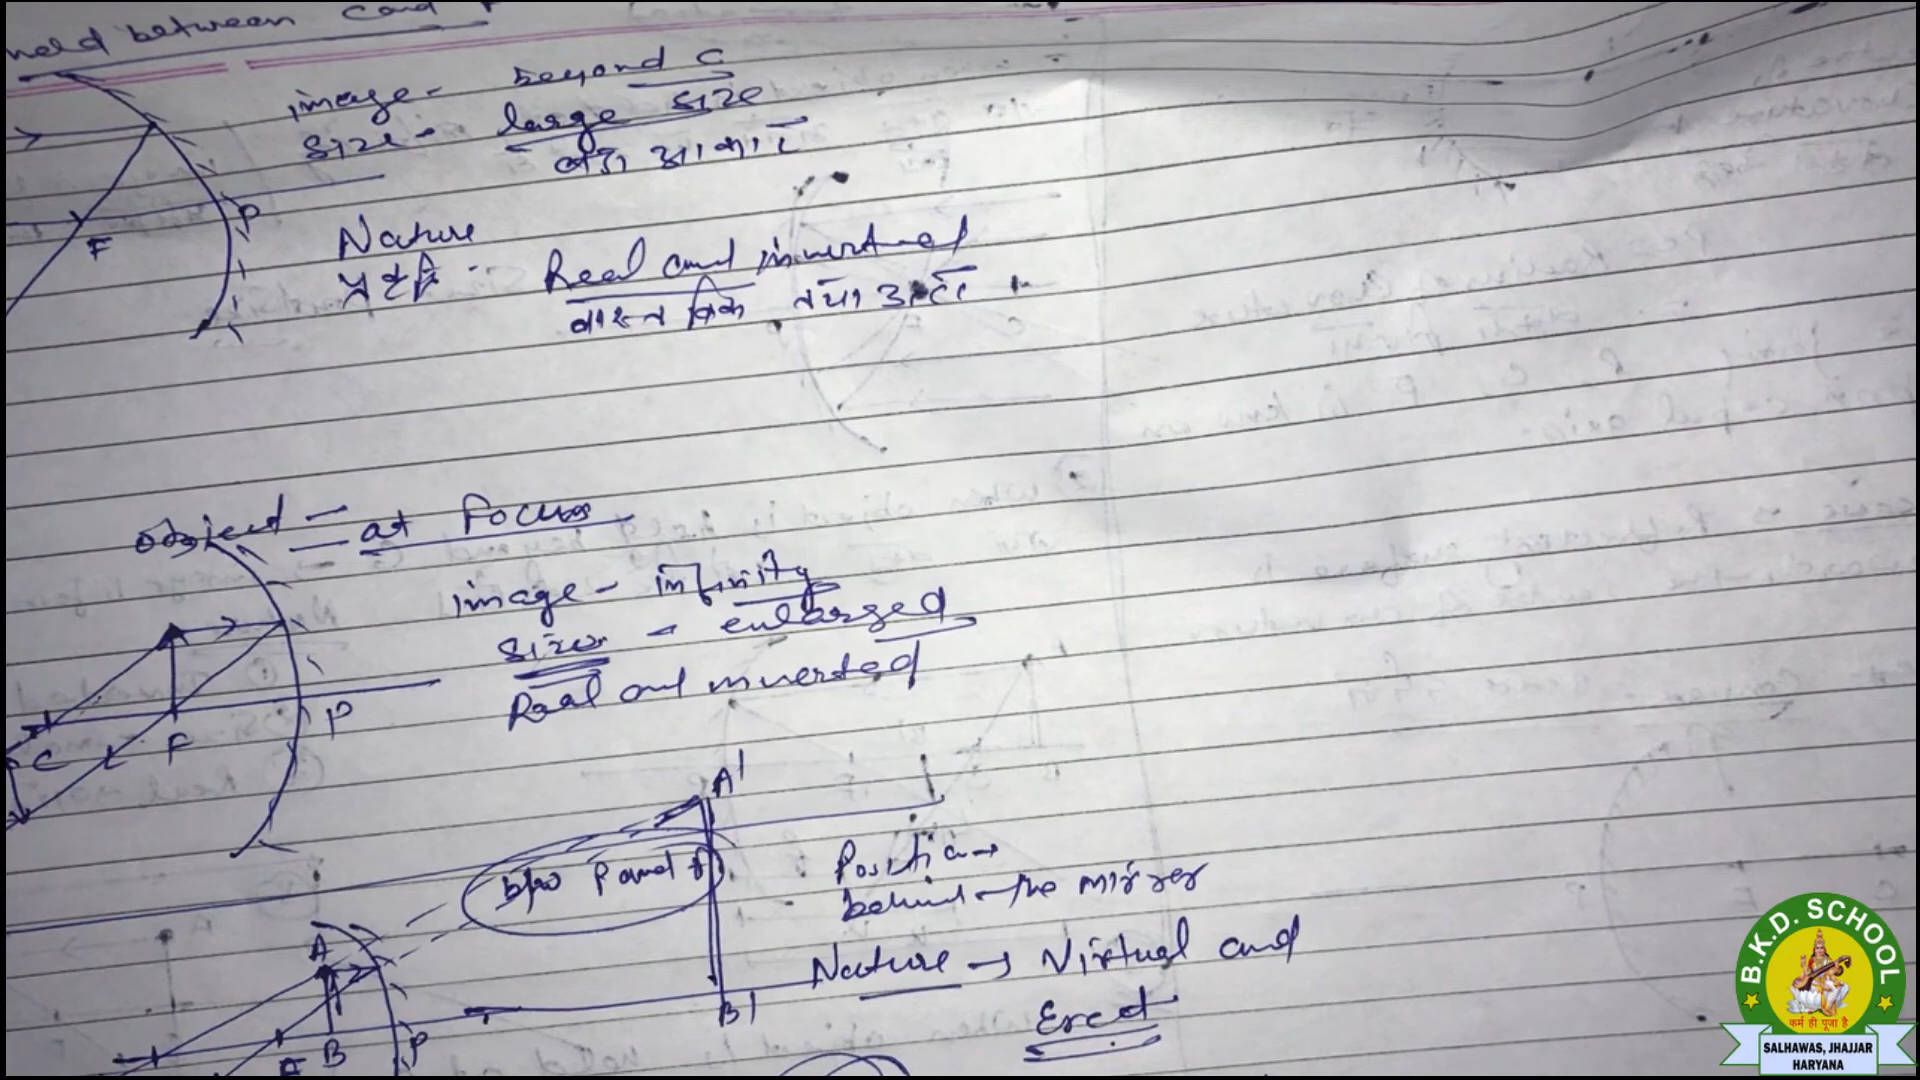 held between C and F
image - beyond C
size - large size
बड़ा आकार
F
P
Nature
प्रकृति - Real and inverted
वास्तविक तथा उल्टा
object - at Focus
image - infinity
size - enlarged
Real and inverted
C
F
P
A'
b/w P and F
Position →
behind the mirror
A
Nature → Virtual and
B'
Erect
F B P
B.K.D. SCHOOL
कर्म ही पूजा है
SALHAWAS, JHAJJAR
HARYANA